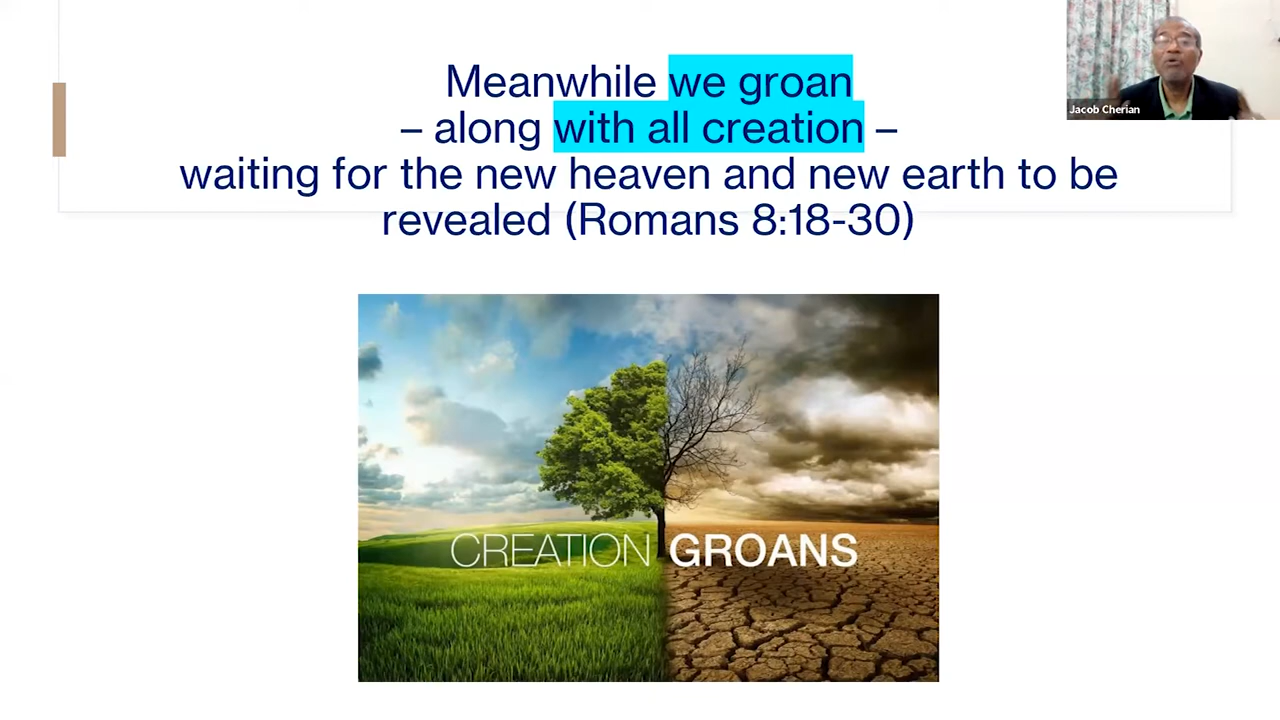 Meanwhile we groan
– along with all creation –
waiting for the new heaven and new earth to be
revealed (Romans 8:18-30)
Jacob Cherian
CREATION GROANS